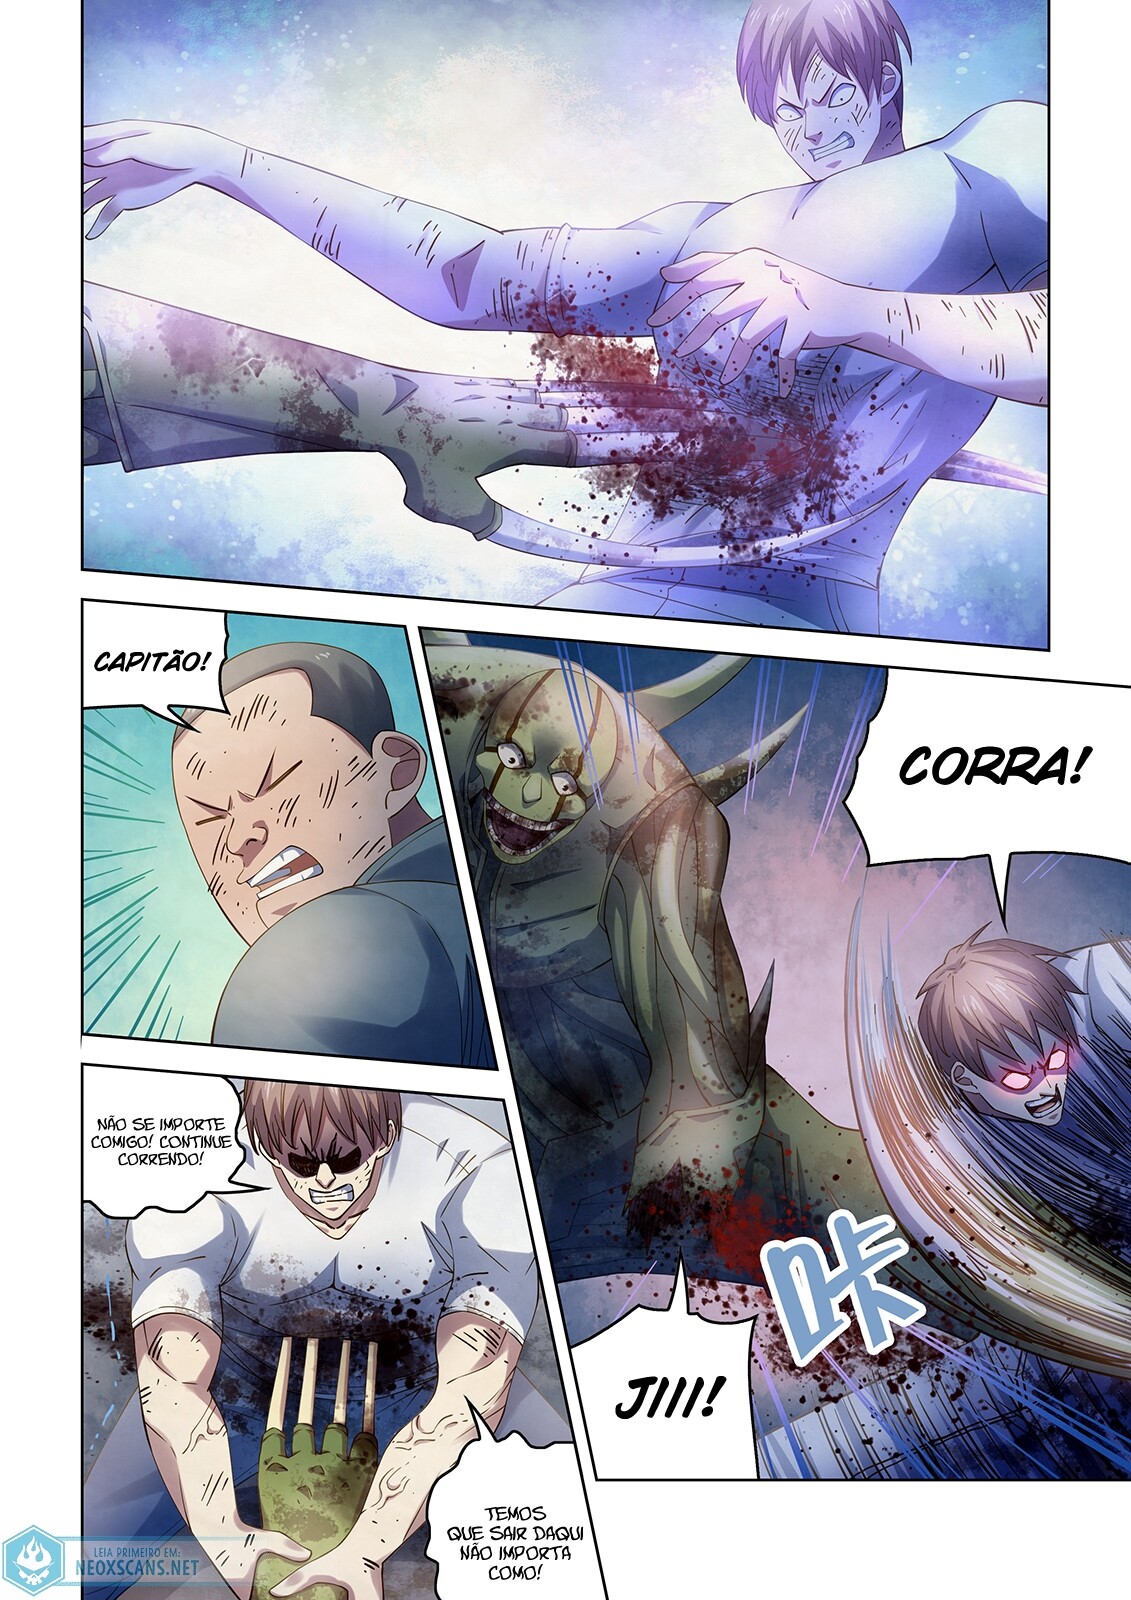 CAPITÃO!
CORRA!
咔
JIII!
NÃO SE IMPORTE
COMIGO! CONTINUE
CORRENDO!
TEMOS
QUE SAIR DAQUI
NÃO IMPORTA
COMO!
LEIA PRIMEIRO EM:
NEOXSCANS.NET